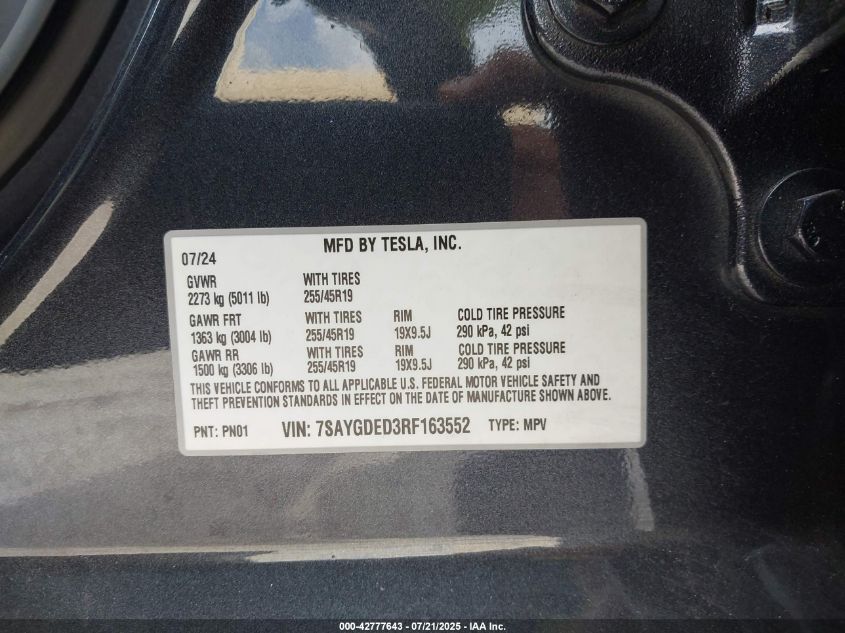 MFD BY TESLA, INC.
07/24
GVWR WITH TIRES
2273 kg (5011 lb) 255/45R19
GAWR FRT WITH TIRES RIM COLD TIRE PRESSURE
1363 kg (3004 lb) 255/45R19 19X9.5J 290 kPa, 42 psi
GAWR RR WITH TIRES RIM COLD TIRE PRESSURE
1500 kg (3306 lb) 255/45R19 19X9.5J 290 kPa, 42 psi
THIS VEHICLE CONFORMS TO ALL APPLICABLE U.S. FEDERAL MOTOR VEHICLE SAFETY AND
THEFT PREVENTION STANDARDS IN EFFECT ON THE DATE OF MANUFACTURE SHOWN ABOVE.
PNT: PN01 VIN: 7SAYGDED3RF163552 TYPE: MPV
000-42777643 / 07/21/2025 - IAA Inc.